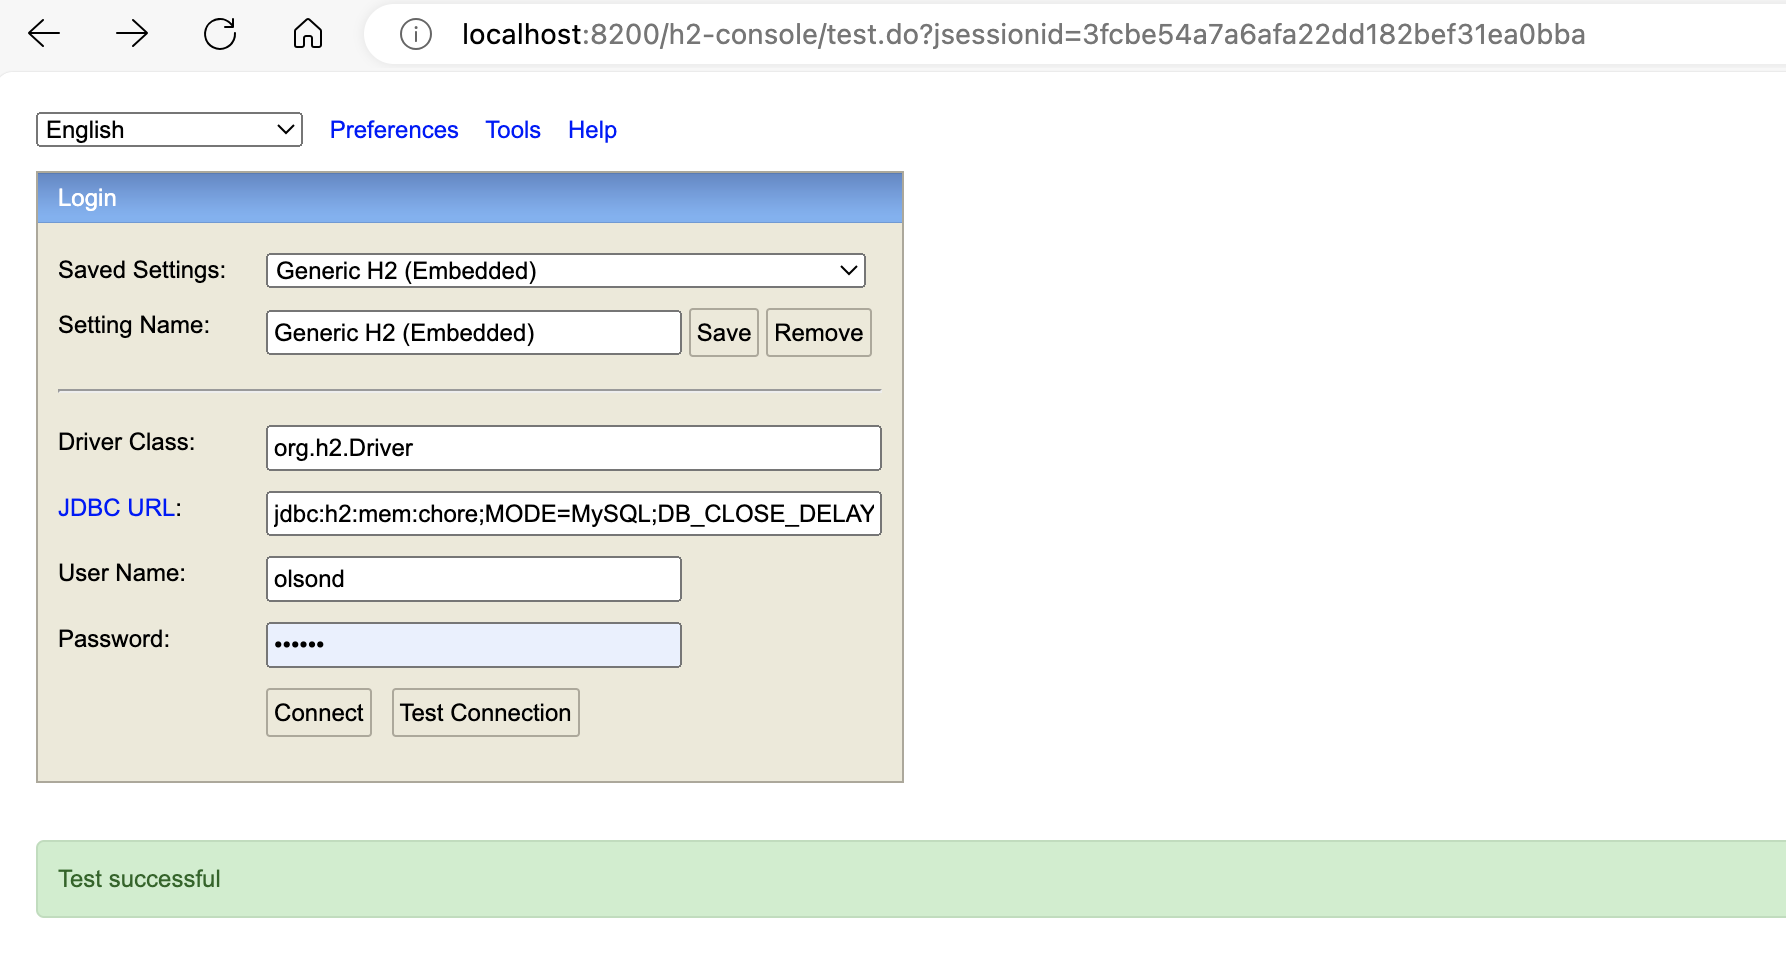 localhost:8200/h2-console/test.do?jsessionid=3fcbe54a7a6afa22dd182bef31ea0bba
English Preferences Tools Help
Login
Saved Settings: Generic H2 (Embedded)
Setting Name: Generic H2 (Embedded) Save Remove
Driver Class: org.h2.Driver
JDBC URL: jdbc:h2:mem:chore;MODE=MySQL;DB_CLOSE_DELAY
User Name: olsond
Password: ••••••
Connect Test Connection
Test successful